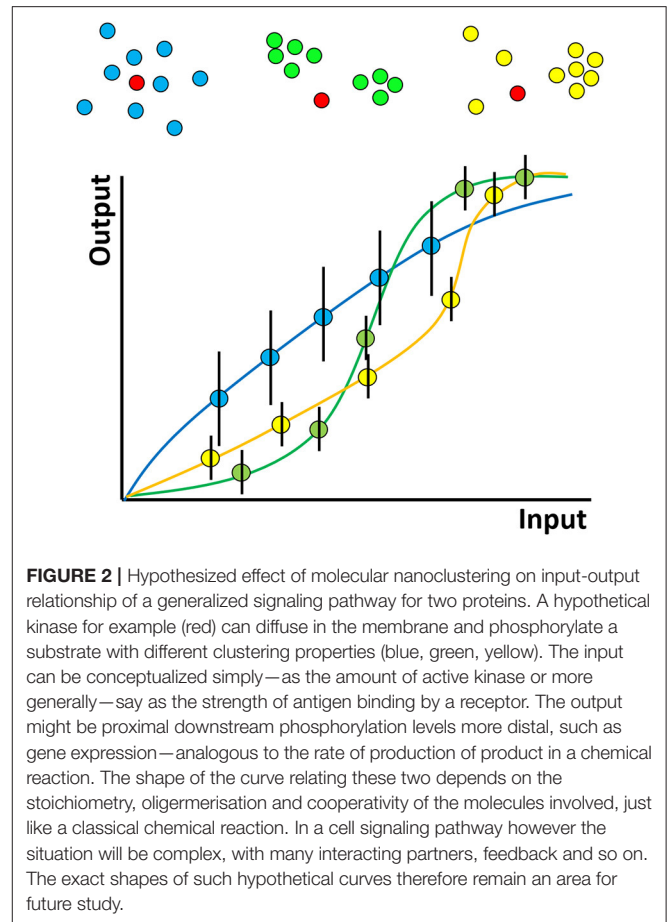 Output
Input
FIGURE 2 | Hypothesized effect of molecular nanoclustering on input-output
relationship of a generalized signaling pathway for two proteins. A hypothetical
kinase for example (red) can diffuse in the membrane and phosphorylate a
substrate with different clustering properties (blue, green, yellow). The input
can be conceptualized simply—as the amount of active kinase or more
generally—say as the strength of antigen binding by a receptor. The output
might be proximal downstream phosphorylation levels more distal, such as
gene expression—analogous to the rate of production of product in a chemical
reaction. The shape of the curve relating these two depends on the
stoichiometry, oligermerisation and cooperativity of the molecules involved, just
like a classical chemical reaction. In a cell signaling pathway however the
situation will be complex, with many interacting partners, feedback and so on.
The exact shapes of such hypothetical curves therefore remain an area for
future study.